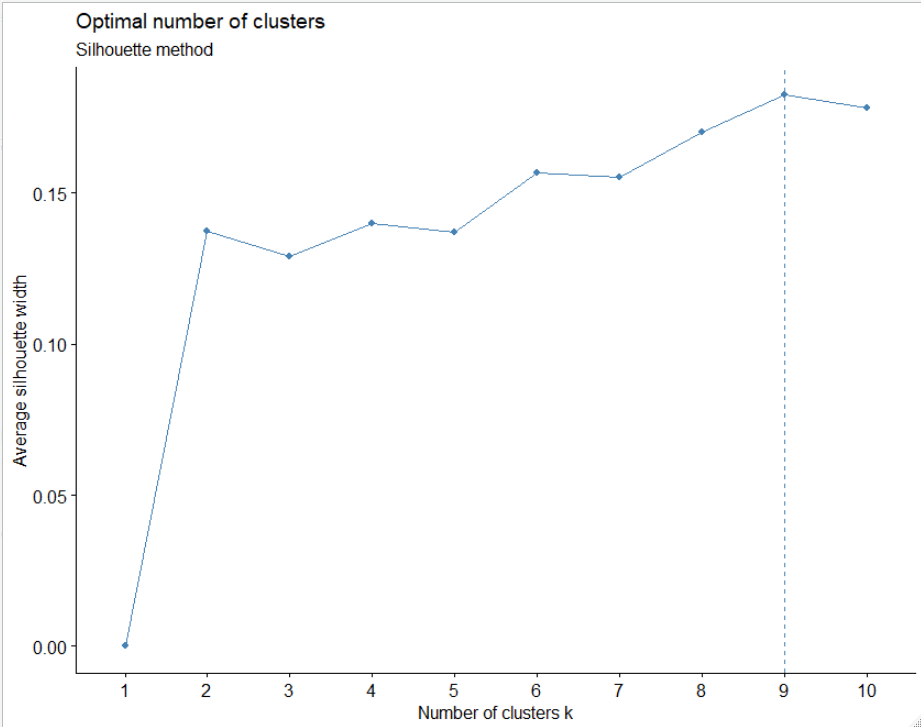 Optimal number of clusters
Silhouette method
Average silhouette width
0.15
0.10
0.05
0.00
1 2 3 4 5 6 7 8 9 10
Number of clusters k